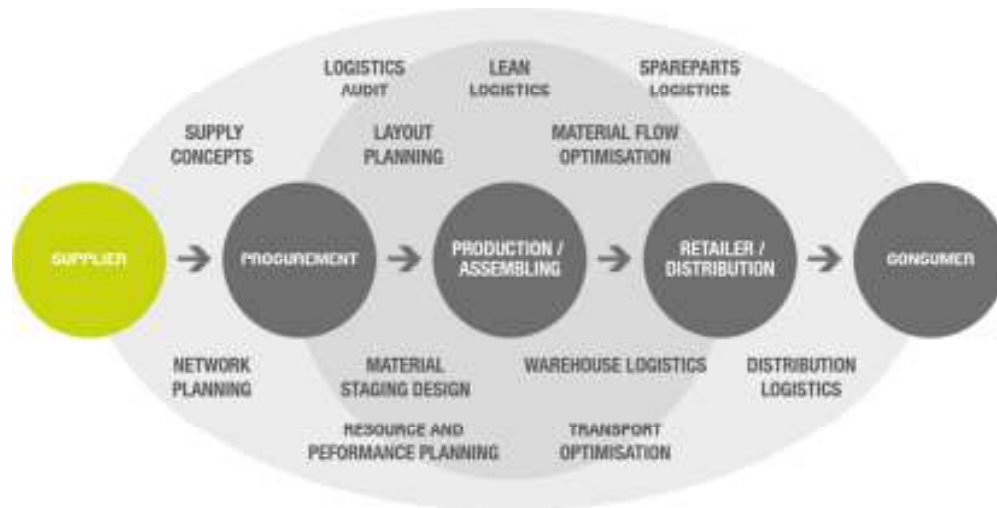 LOGISTICS
AUDIT
LEAN
LOGISTICS
SPAREPARTS
LOGISTICS
SUPPLY
CONCEPTS
LAYOUT
PLANNING
MATERIAL FLOW
OPTIMISATION
SUPPLIER
PROCUREMENT
PRODUCTION /
ASSEMBLING
RETAILER /
DISTRIBUTION
CONSUMER
NETWORK
PLANNING
MATERIAL
STAGING DESIGN
WAREHOUSE LOGISTICS
DISTRIBUTION
LOGISTICS
RESOURCE AND
PEFORMANCE PLANNING
TRANSPORT
OPTIMISATION